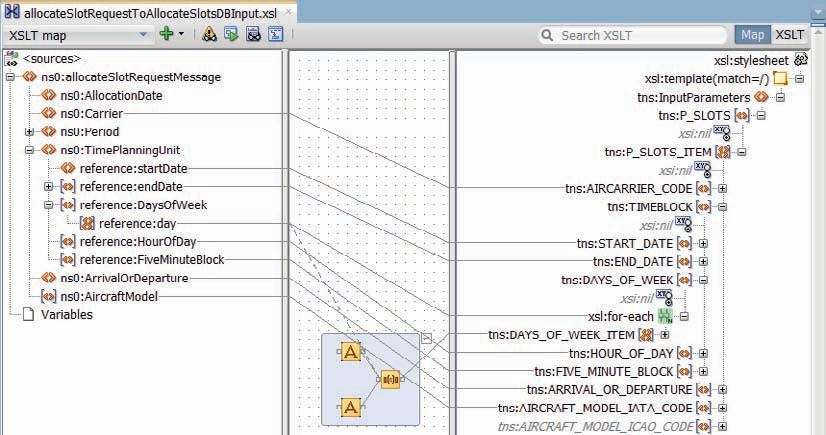 allocateSlotRequestToAllocateSlotsDBInput.xsl
XSLT map
Search XSLT
Map
XSLT
<sources>
ns0:allocateSlotRequestMessage
ns0:AllocationDate
ns0:Carrier
ns0:Period
ns0:TimePlanningUnit
reference:startDate
reference:endDate
reference:DaysOfWeek
reference:day
reference:HourOfDay
reference:FiveMinuteBlock
ns0:ArrivalOrDeparture
ns0:AircraftModel
Variables
A
A
xsl:stylesheet
xsl:template(match=/)
tns:InputParameters
tns:P_SLOTS
xsi:nil
tns:P_SLOTS_ITEM
xsi:nil
tns:AIRCARRIER_CODE
tns:TIMEBLOCK
xsi:nil
tns:START_DATE
tns:END_DATE
tns:DAYS_OF_WEEK
xsi:nil
xsl:for-each
tns:DAYS_OF_WEEK_ITEM
tns:HOUR_OF_DAY
tns:FIVE_MINUTE_BLOCK
tns:ARRIVAL_OR_DEPARTURE
tns:AIRCRAFT_MODEL_IATA_CODE
tns:AIRCRAFT_MODEL_ICAO_CODE